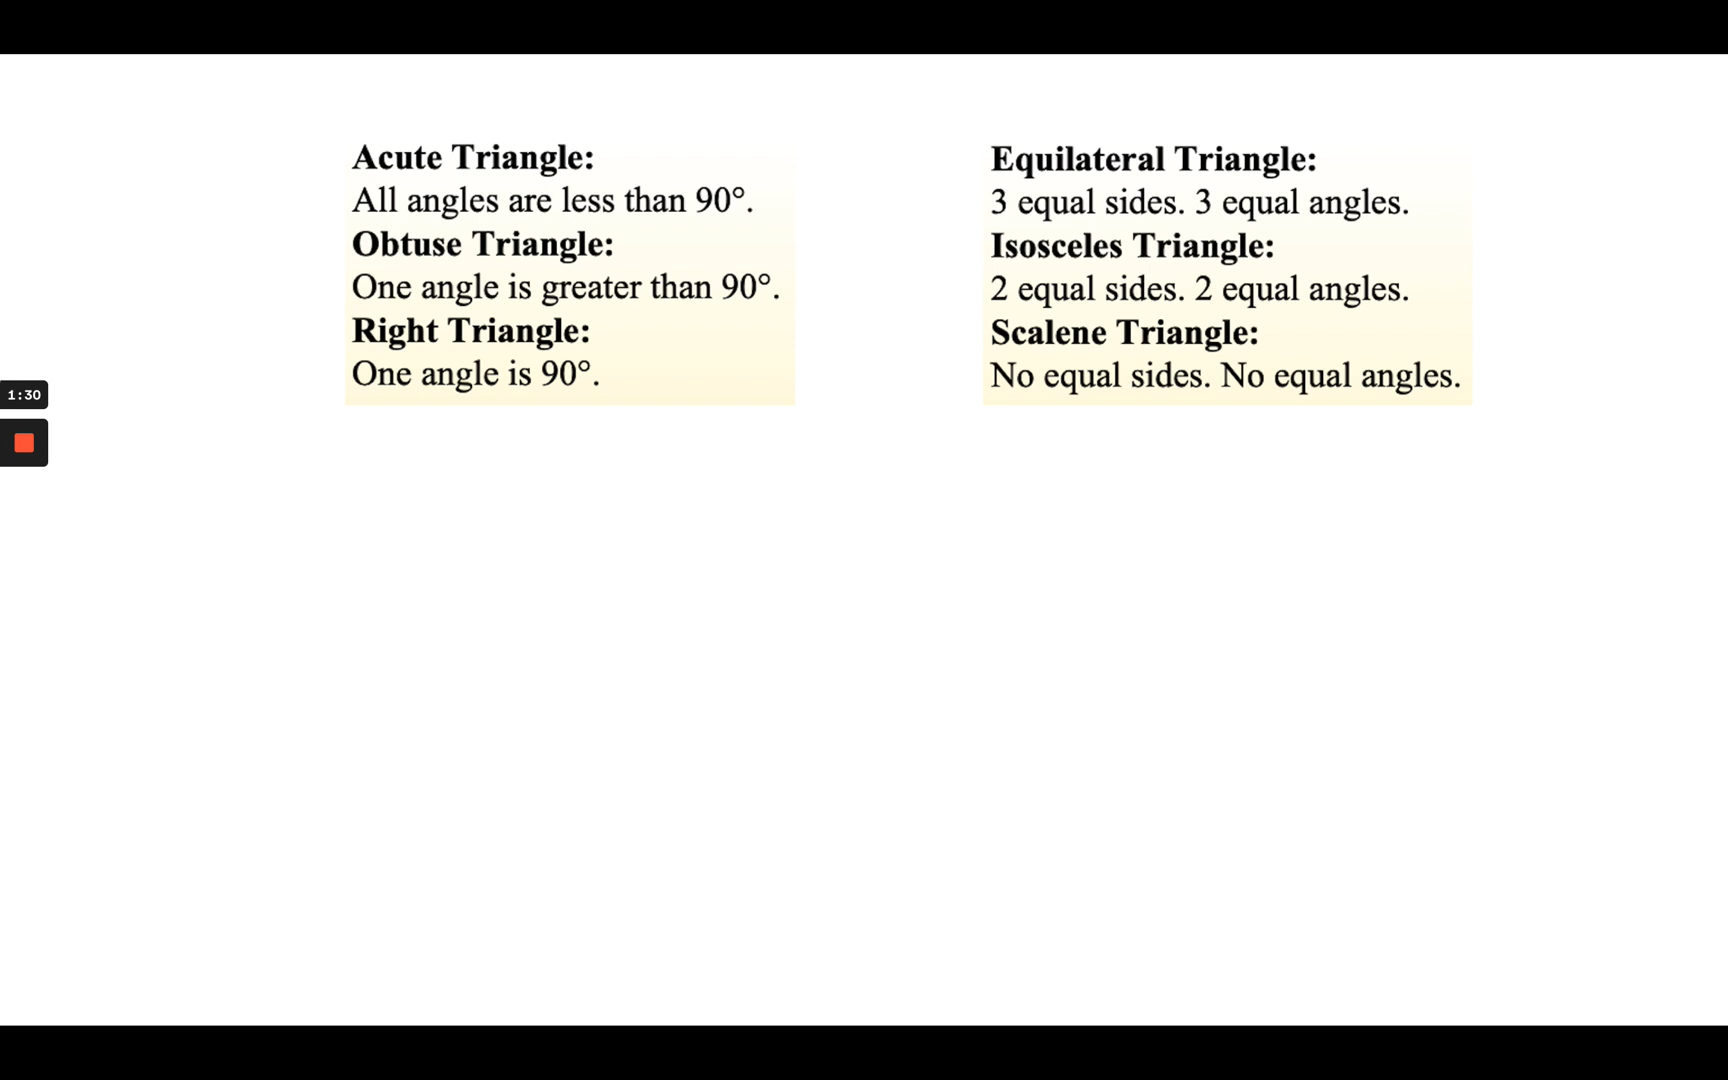 Acute Triangle:
All angles are less than 90°.
Obtuse Triangle:
One angle is greater than 90°.
Right Triangle:
One angle is 90°.
Equilateral Triangle:
3 equal sides. 3 equal angles.
Isosceles Triangle:
2 equal sides. 2 equal angles.
Scalene Triangle:
No equal sides. No equal angles.
1:30